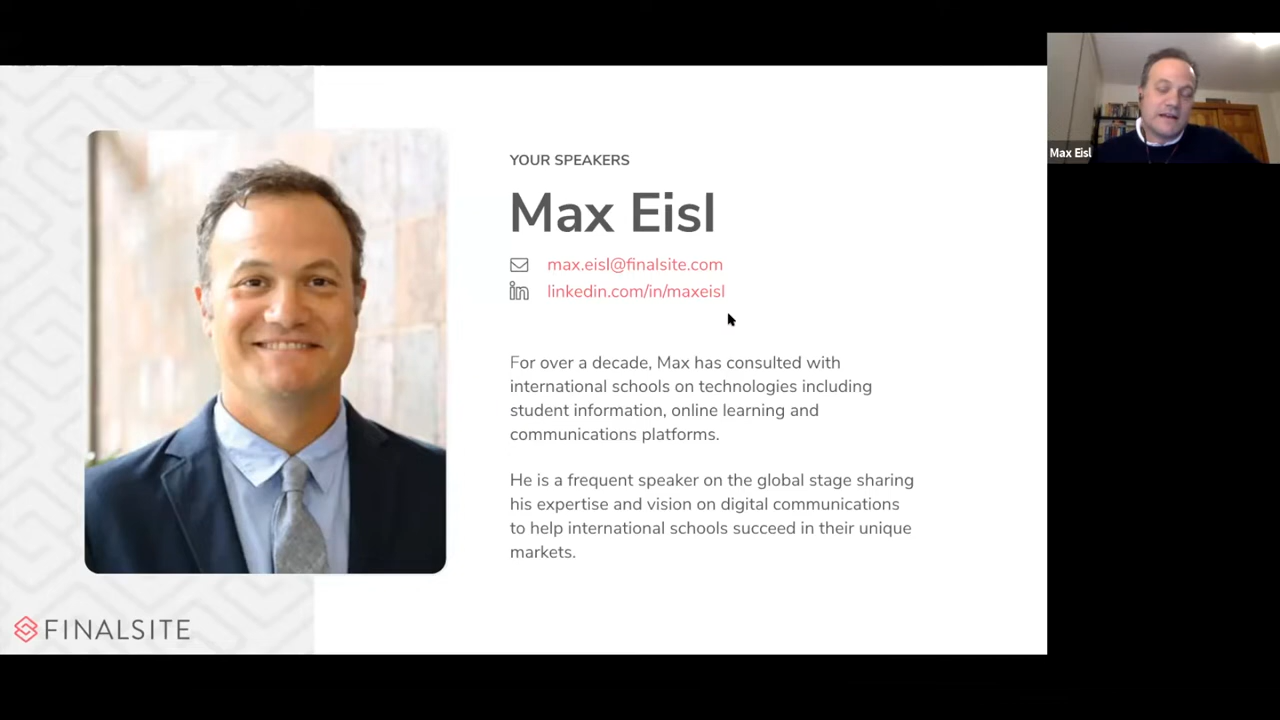 YOUR SPEAKERS
Max Eisl
max.eisl@finalsite.com
in linkedin.com/in/maxeisl
For over a decade, Max has consulted with
international schools on technologies including
student information, online learning and
communications platforms.
He is a frequent speaker on the global stage sharing
his expertise and vision on digital communications
to help international schools succeed in their unique
markets.
FINALSITE
Max Eisl